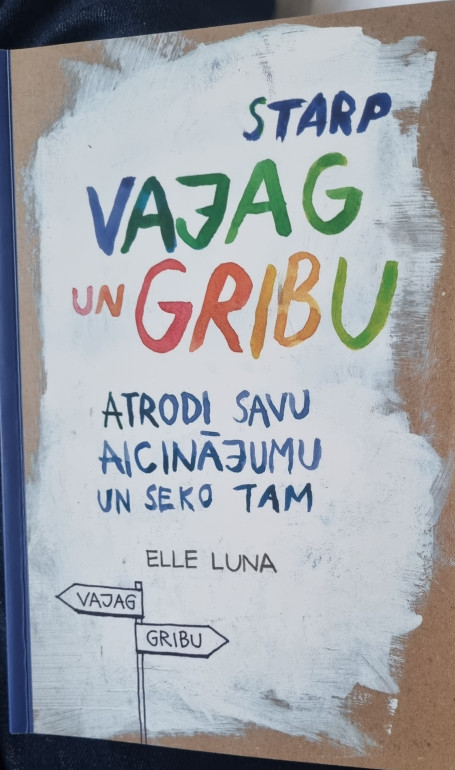 STARP
VAJAG
UN GRIBU
ATRODI SAVU
AICINĀJUMU
UN SEKO TAM
ELLE LUNA
VAJAG
GRIBU